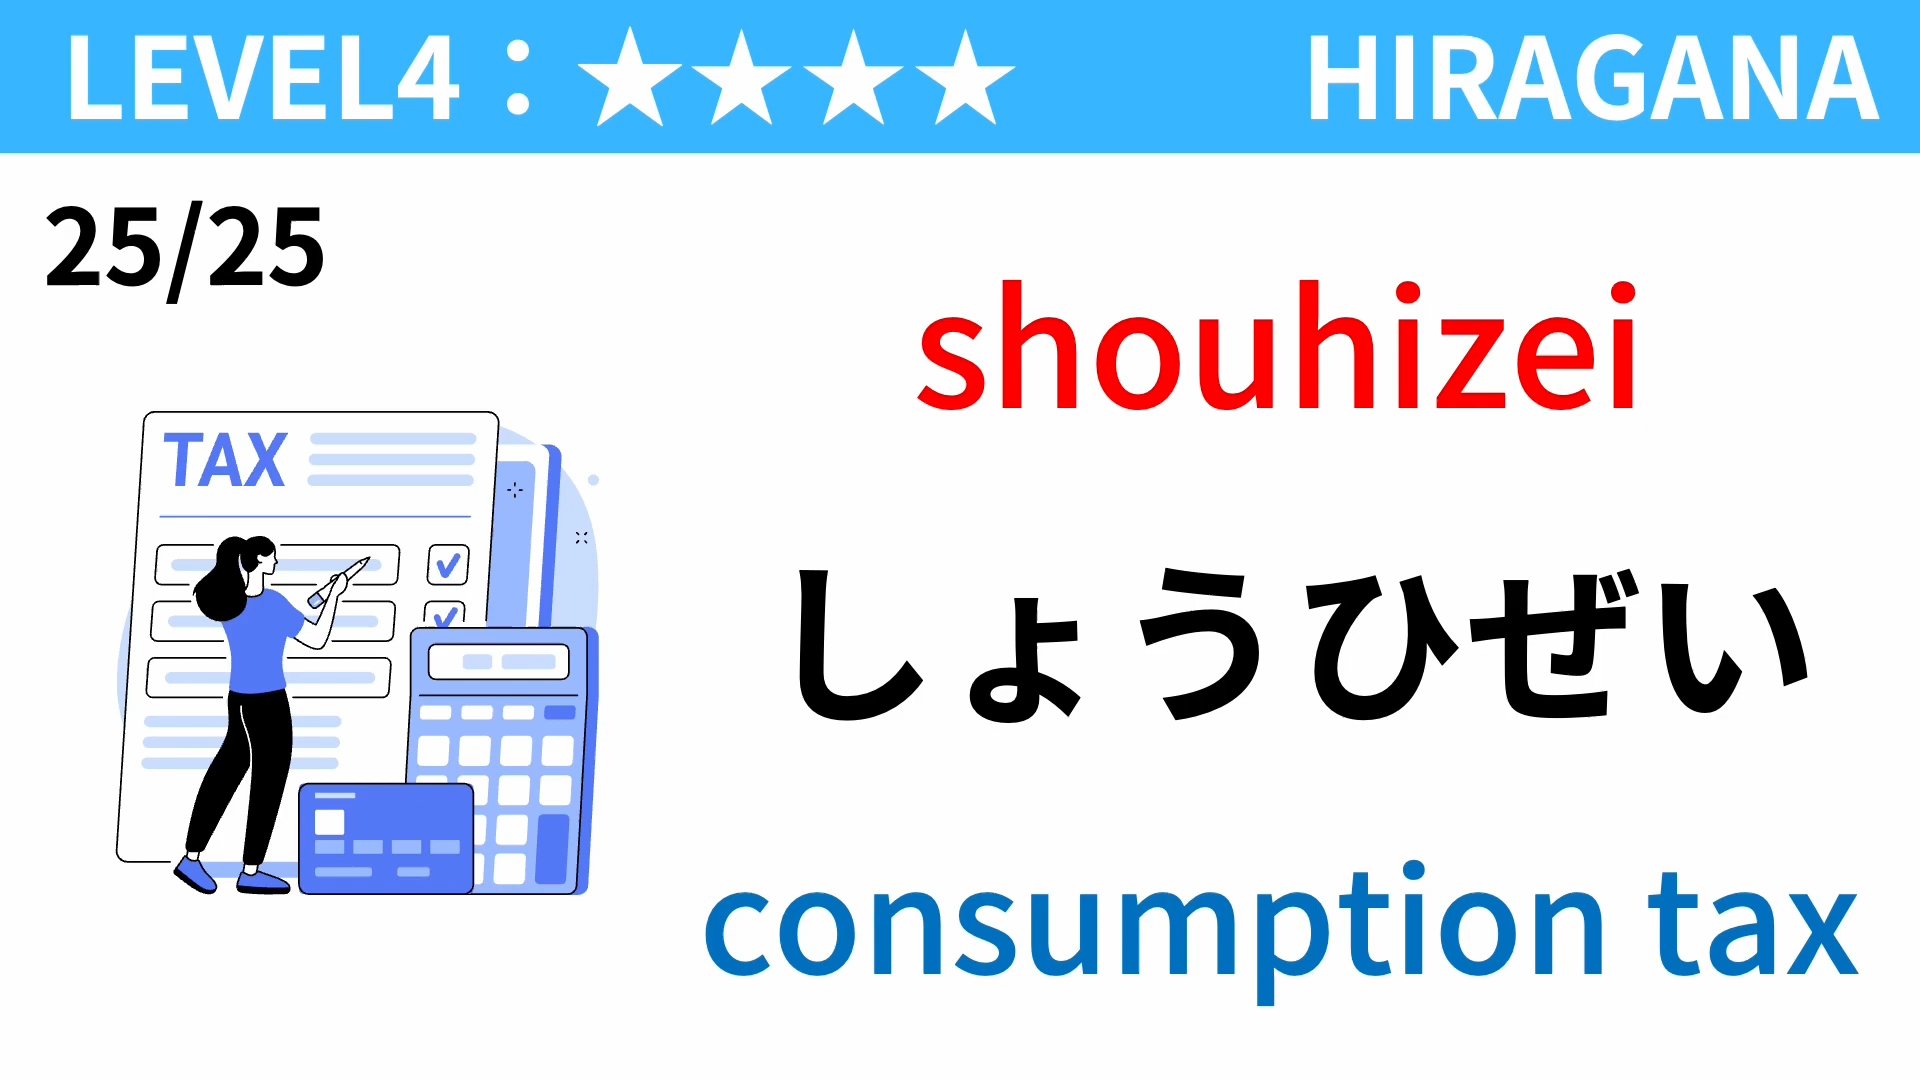 LEVEL4：★★★★
HIRAGANA
25/25
shouhizei
TAX
しょうひぜい
consumption tax